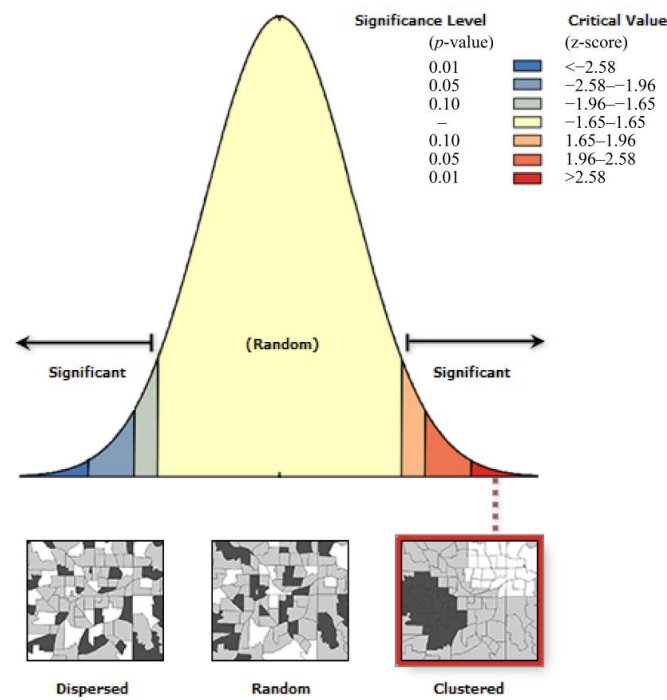 Significance Level Critical Value
(p-value) (z-score)
0.01 <−2.58
0.05 −2.58–−1.96
0.10 −1.96–−1.65
– −1.65–1.65
0.10 1.65–1.96
0.05 1.96–2.58
0.01 >2.58
(Random)
Significant Significant
Dispersed Random Clustered